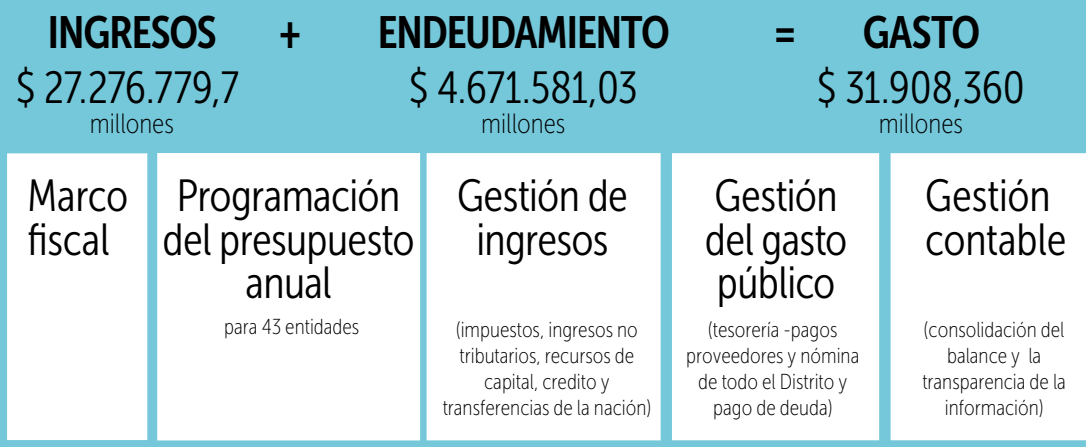 INGRESOS + ENDEUDAMIENTO = GASTO
$ 27.276.779,7 $ 4.671.581,03 $ 31.908,360
millones millones millones
Marco
fiscal
Programación
del presupuesto
anual
para 43 entidades
Gestión de
ingresos
(impuestos, ingresos no
tributarios, recursos de
capital, credito y
transferencias de la nación)
Gestión
del gasto
público
(tesorería -pagos
proveedores y nómina
de todo el Distrito y
pago de deuda)
Gestión
contable
(consolidación del
balance y la
transparencia de la
información)